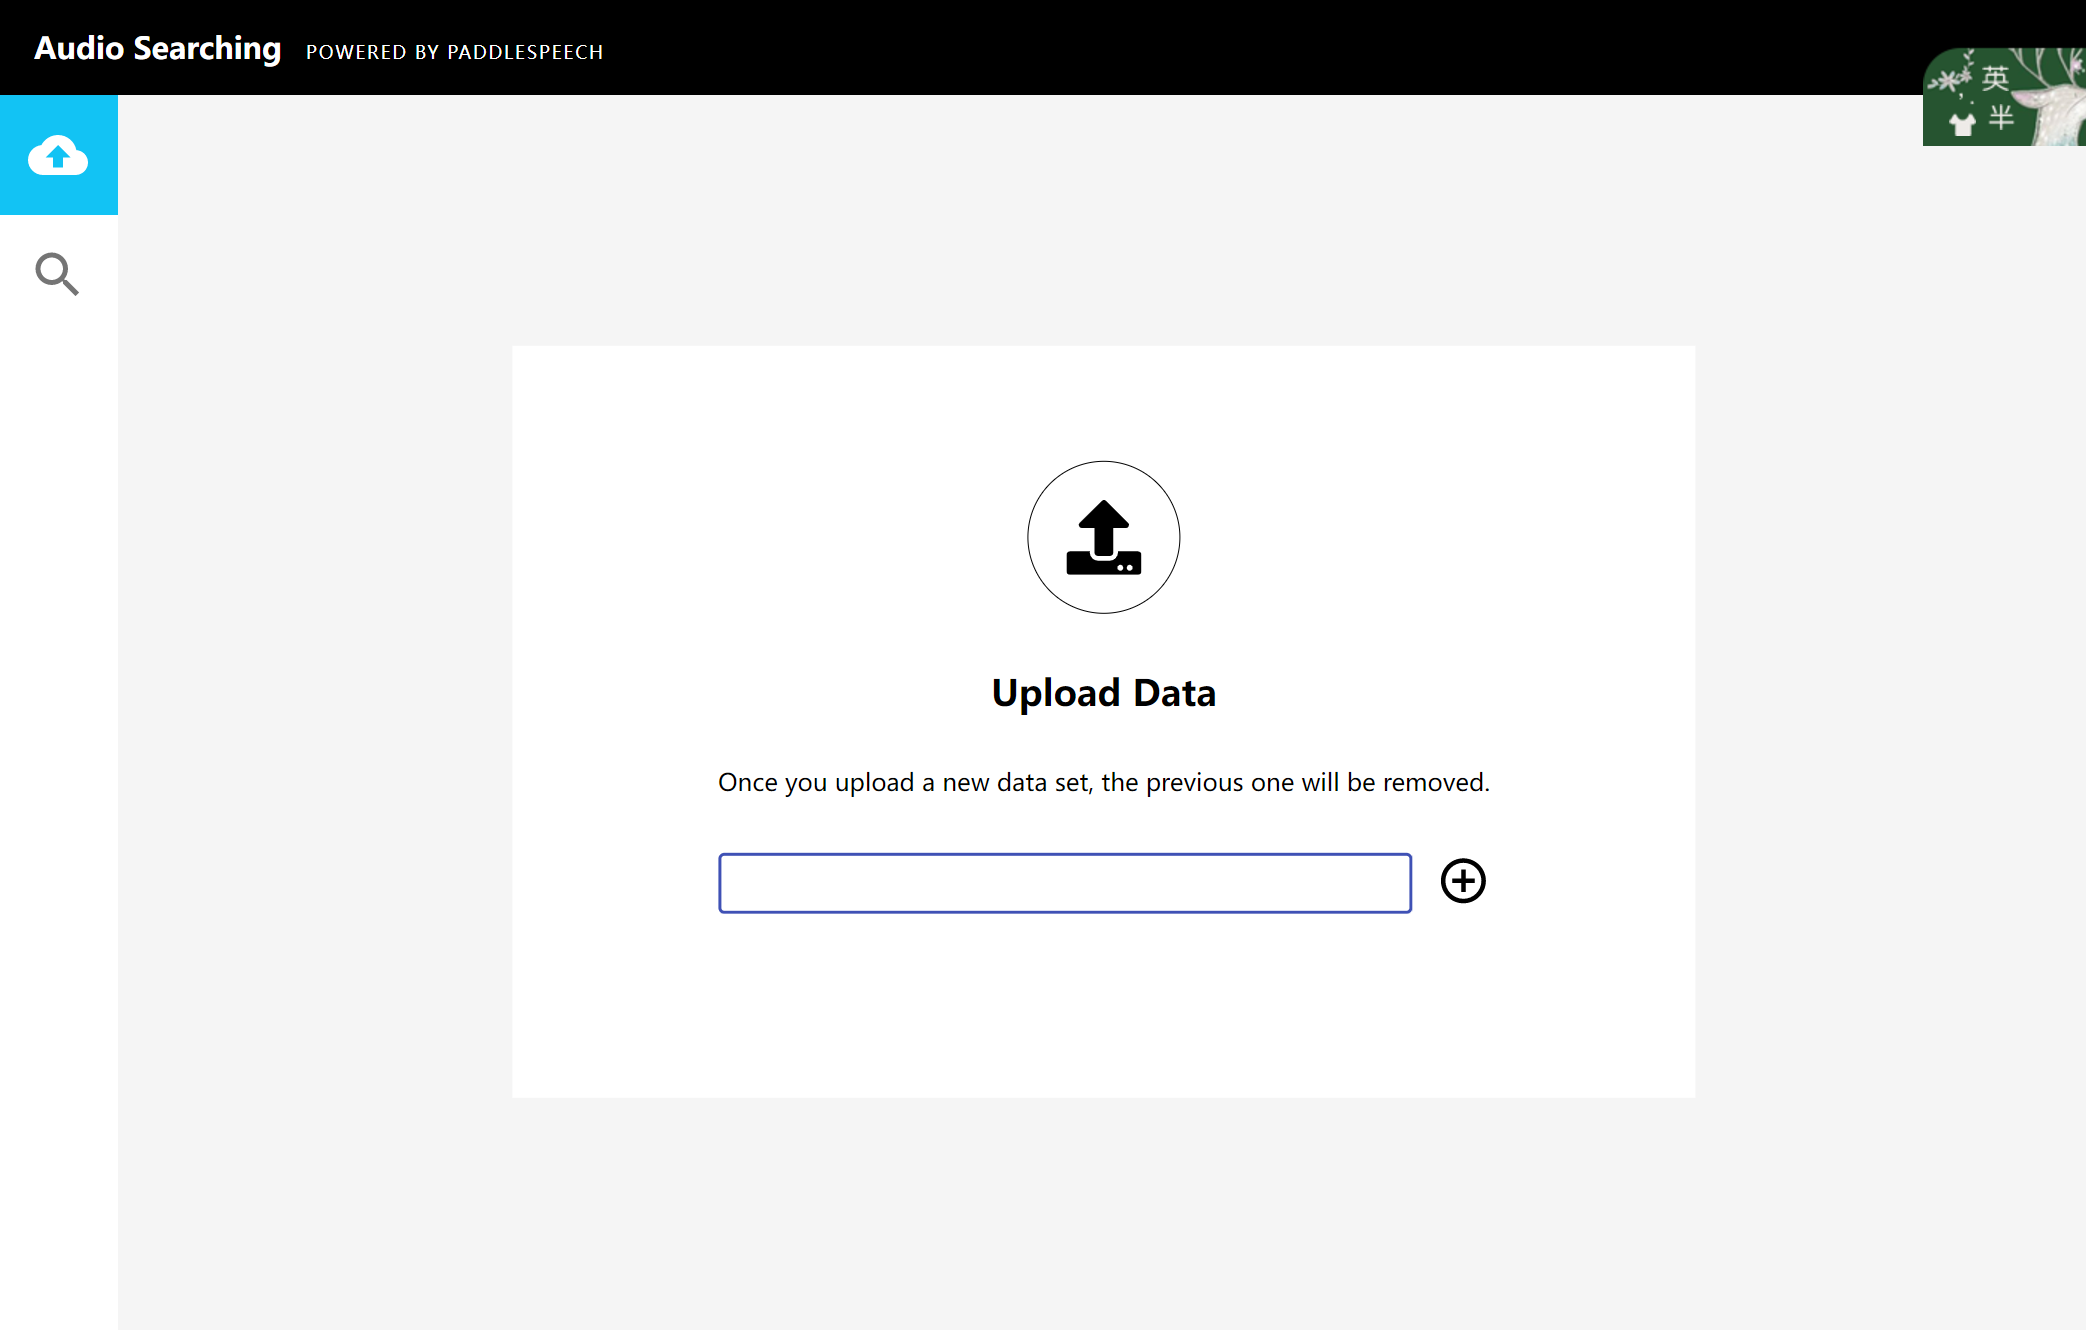 Audio Searching POWERED BY PADDLESPEECH
英
半
Upload Data
Once you upload a new data set, the previous one will be removed.